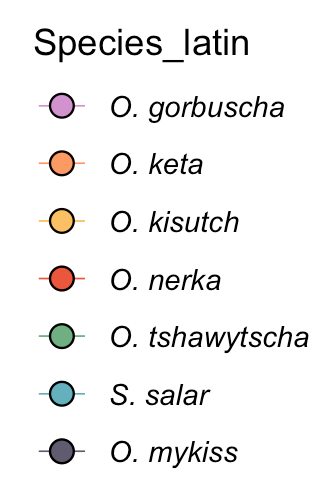 Species_latin
O. gorbuscha
O. keta
O. kisutch
O. nerka
O. tshawytscha
S. salar
O. mykiss